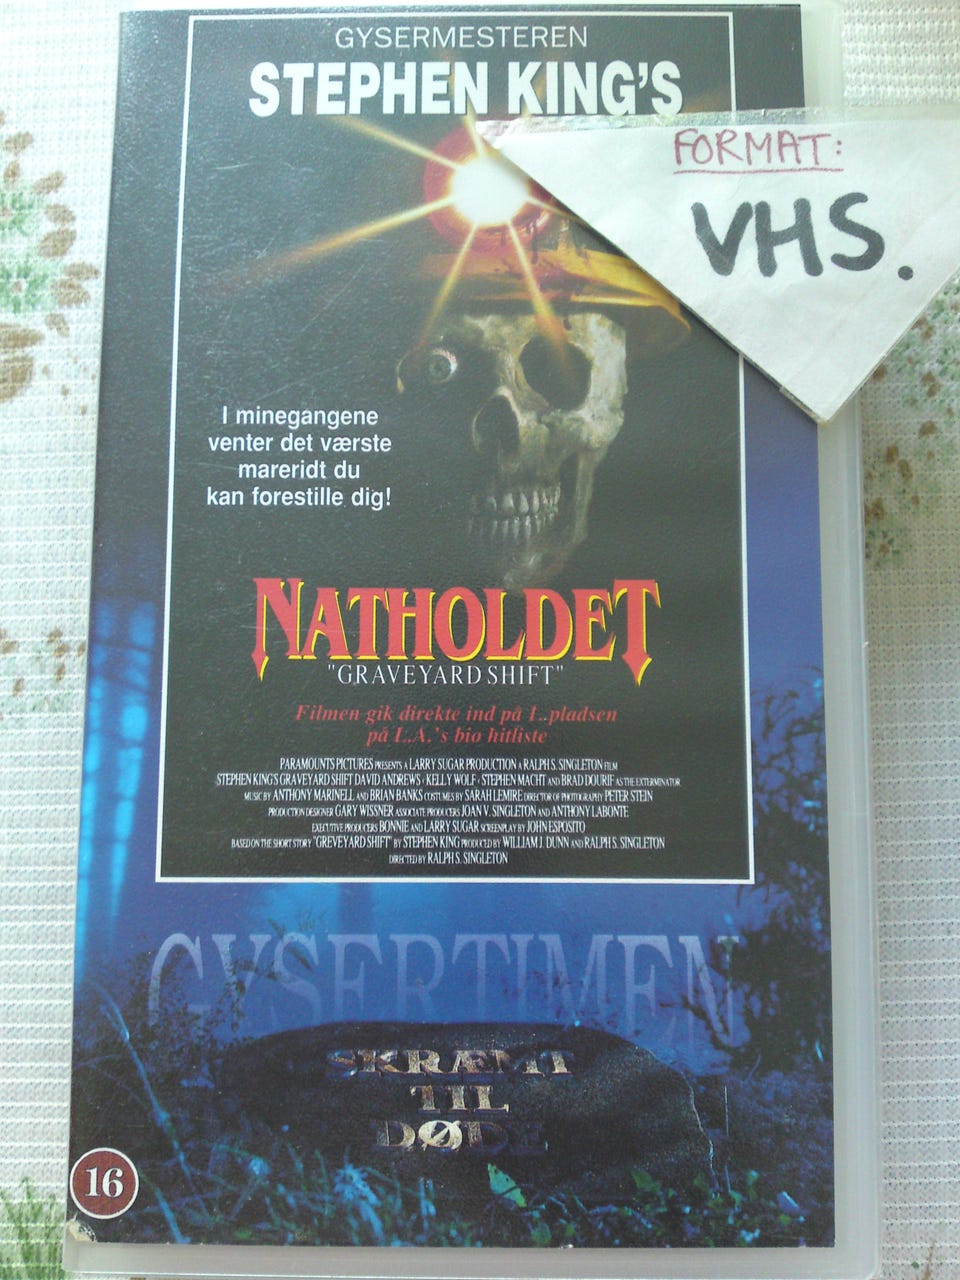 GYSERMESTEREN
STEPHEN KING'S
FORMAT:
VHS.
I minegangene
venter det værste
mareridt du
kan forestille dig!
NATHOLDET
"GRAVEYARD SHIFT"
Filmen gik direkte ind på 1..pladsen
på L.A.'s bio hitliste
PARAMOUNTS PICTURES PRESENTS A LARRY SUGAR PRODUCTION A RALPH S. SINGLETON FILM
STEPHEN KING'S GRAVEYARD SHIFT DAVID ANDREWS · KELLY WOLF · STEPHEN MACHT AND BRAD DOURIF AS THE EXTERMINATOR
MUSIC BY ANTHONY MARINELL AND BRIAN BANKS COSTUMES BY SARAH LEMIRE DIRECTOR OF PHOTOGRAPHY PETER STEIN
PRODUCTION DESIGNER GARY WISSNER ASSOCIATE PRODUCERS JOAN V. SINGLETON AND ANTHONY LABONTE
EXECUTIVE PRODUCERS BONNIE AND LARRY SUGAR SCREENPLAY BY JOHN ESPOSITO
BASED ON THE SHORT STORY "GREVEYARD SHIFT" BY STEPHEN KING PRODUCED BY WILLIAM J. DUNN AND RALPH S. SINGLETON
DIRECTED BY RALPH S. SINGLETON
GYSERTIMEN
SKRÆMT
TIL
DØDE
16